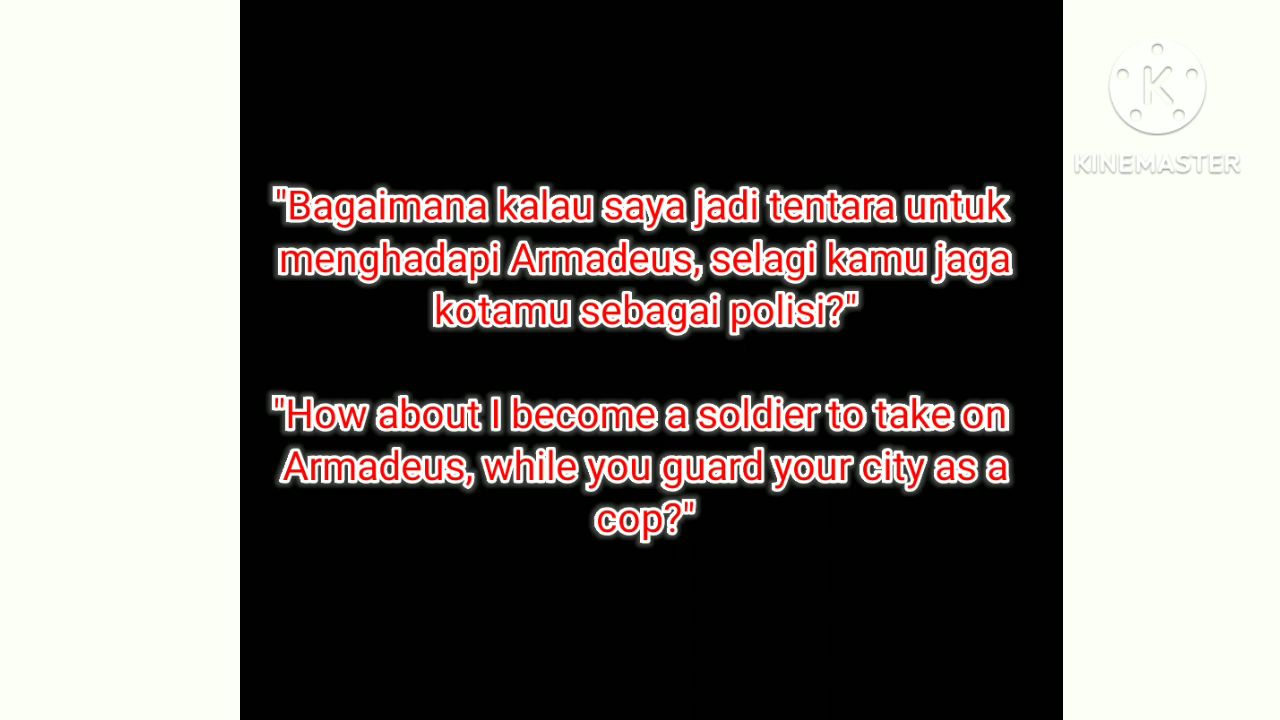 KINEMASTER
"Bagaimana kalau saya jadi tentara untuk
menghadapi Armadeus, selagi kamu jaga
kotamu sebagai polisi?"
"How about I become a soldier to take on
Armadeus, while you guard your city as a
cop?"